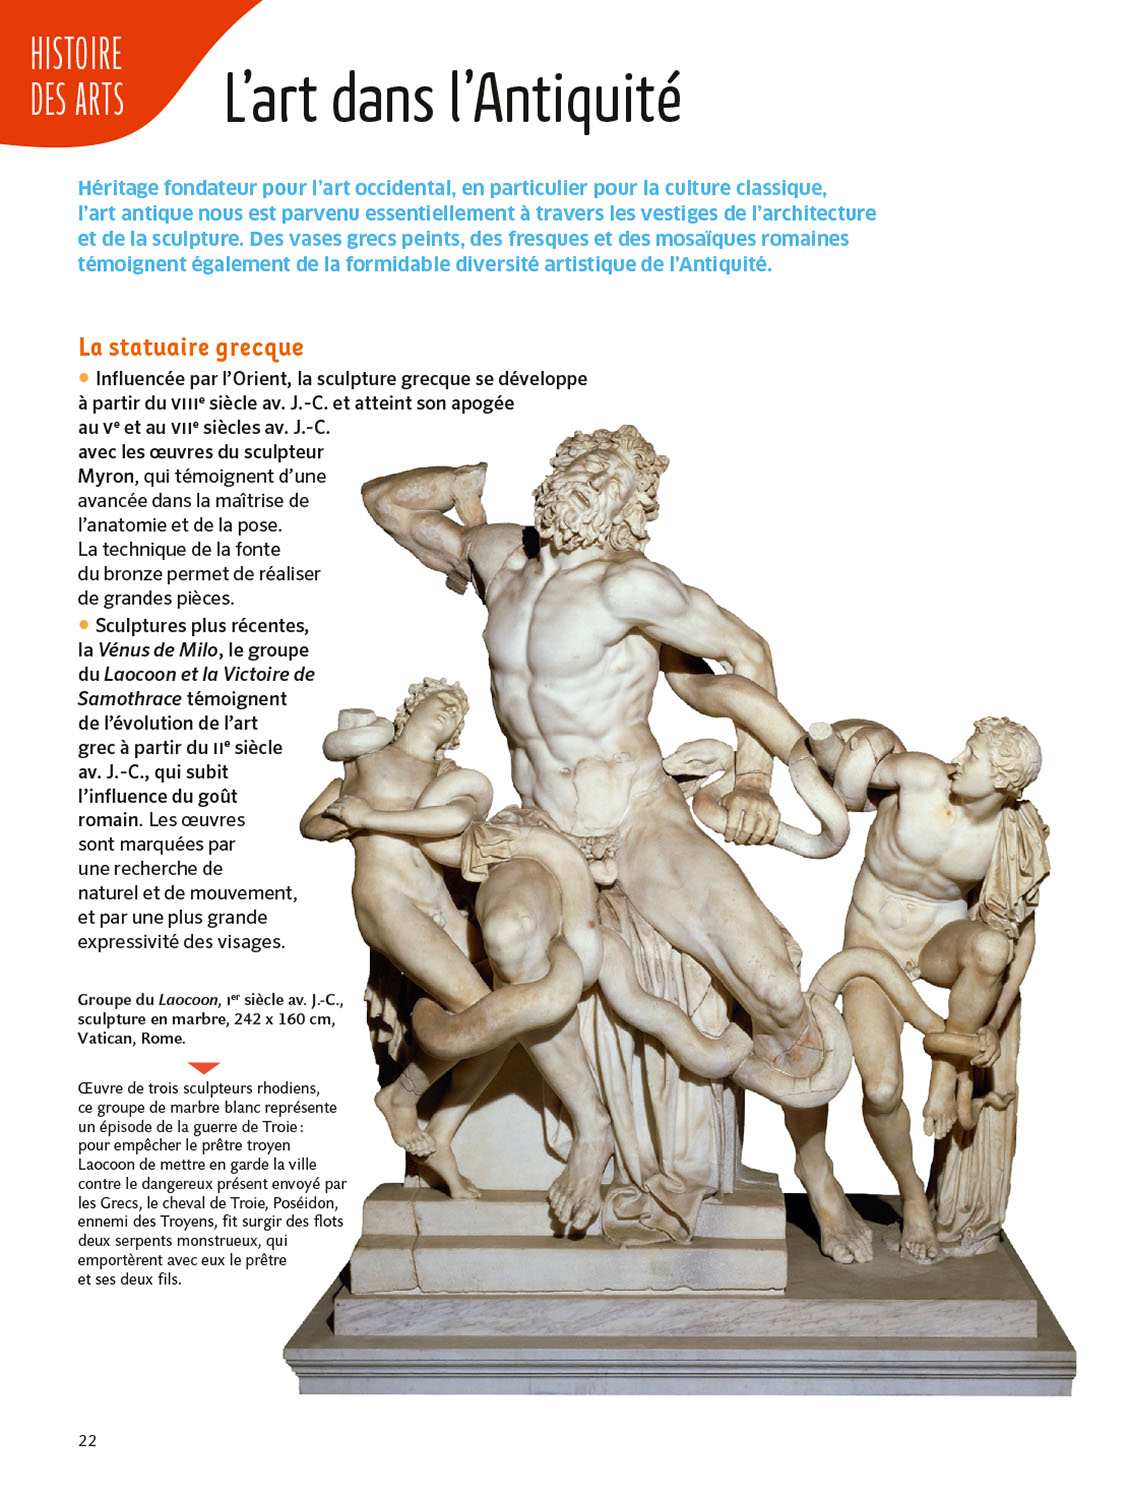 HISTOIRE
DES ARTS
L’art dans l’Antiquité
Héritage fondateur pour l’art occidental, en particulier pour la culture classique,
l’art antique nous est parvenu essentiellement à travers les vestiges de l’architecture
et de la sculpture. Des vases grecs peints, des fresques et des mosaïques romaines
témoignent également de la formidable diversité artistique de l’Antiquité.
La statuaire grecque
• Influencée par l’Orient, la sculpture grecque se développe
à partir du VIIIe siècle av. J.-C. et atteint son apogée
au Ve et au VIIe siècles av. J.-C.
avec les œuvres du sculpteur
Myron, qui témoignent d’une
avancée dans la maîtrise de
l’anatomie et de la pose.
La technique de la fonte
du bronze permet de réaliser
de grandes pièces.
• Sculptures plus récentes,
la Vénus de Milo, le groupe
du Laocoon et la Victoire de
Samothrace témoignent
de l’évolution de l’art
grec à partir du IIe siècle
av. J.-C., qui subit
l’influence du goût
romain. Les œuvres
sont marquées par
une recherche de
naturel et de mouvement,
et par une plus grande
expressivité des visages.
Groupe du Laocoon, Ier siècle av. J.-C.,
sculpture en marbre, 242 x 160 cm,
Vatican, Rome.
Œuvre de trois sculpteurs rhodiens,
ce groupe de marbre blanc représente
un épisode de la guerre de Troie :
pour empêcher le prêtre troyen
Laocoon de mettre en garde la ville
contre le dangereux présent envoyé par
les Grecs, le cheval de Troie, Poséidon,
ennemi des Troyens, fit surgir des flots
deux serpents monstrueux, qui
emportèrent avec eux le prêtre
et ses deux fils.
22